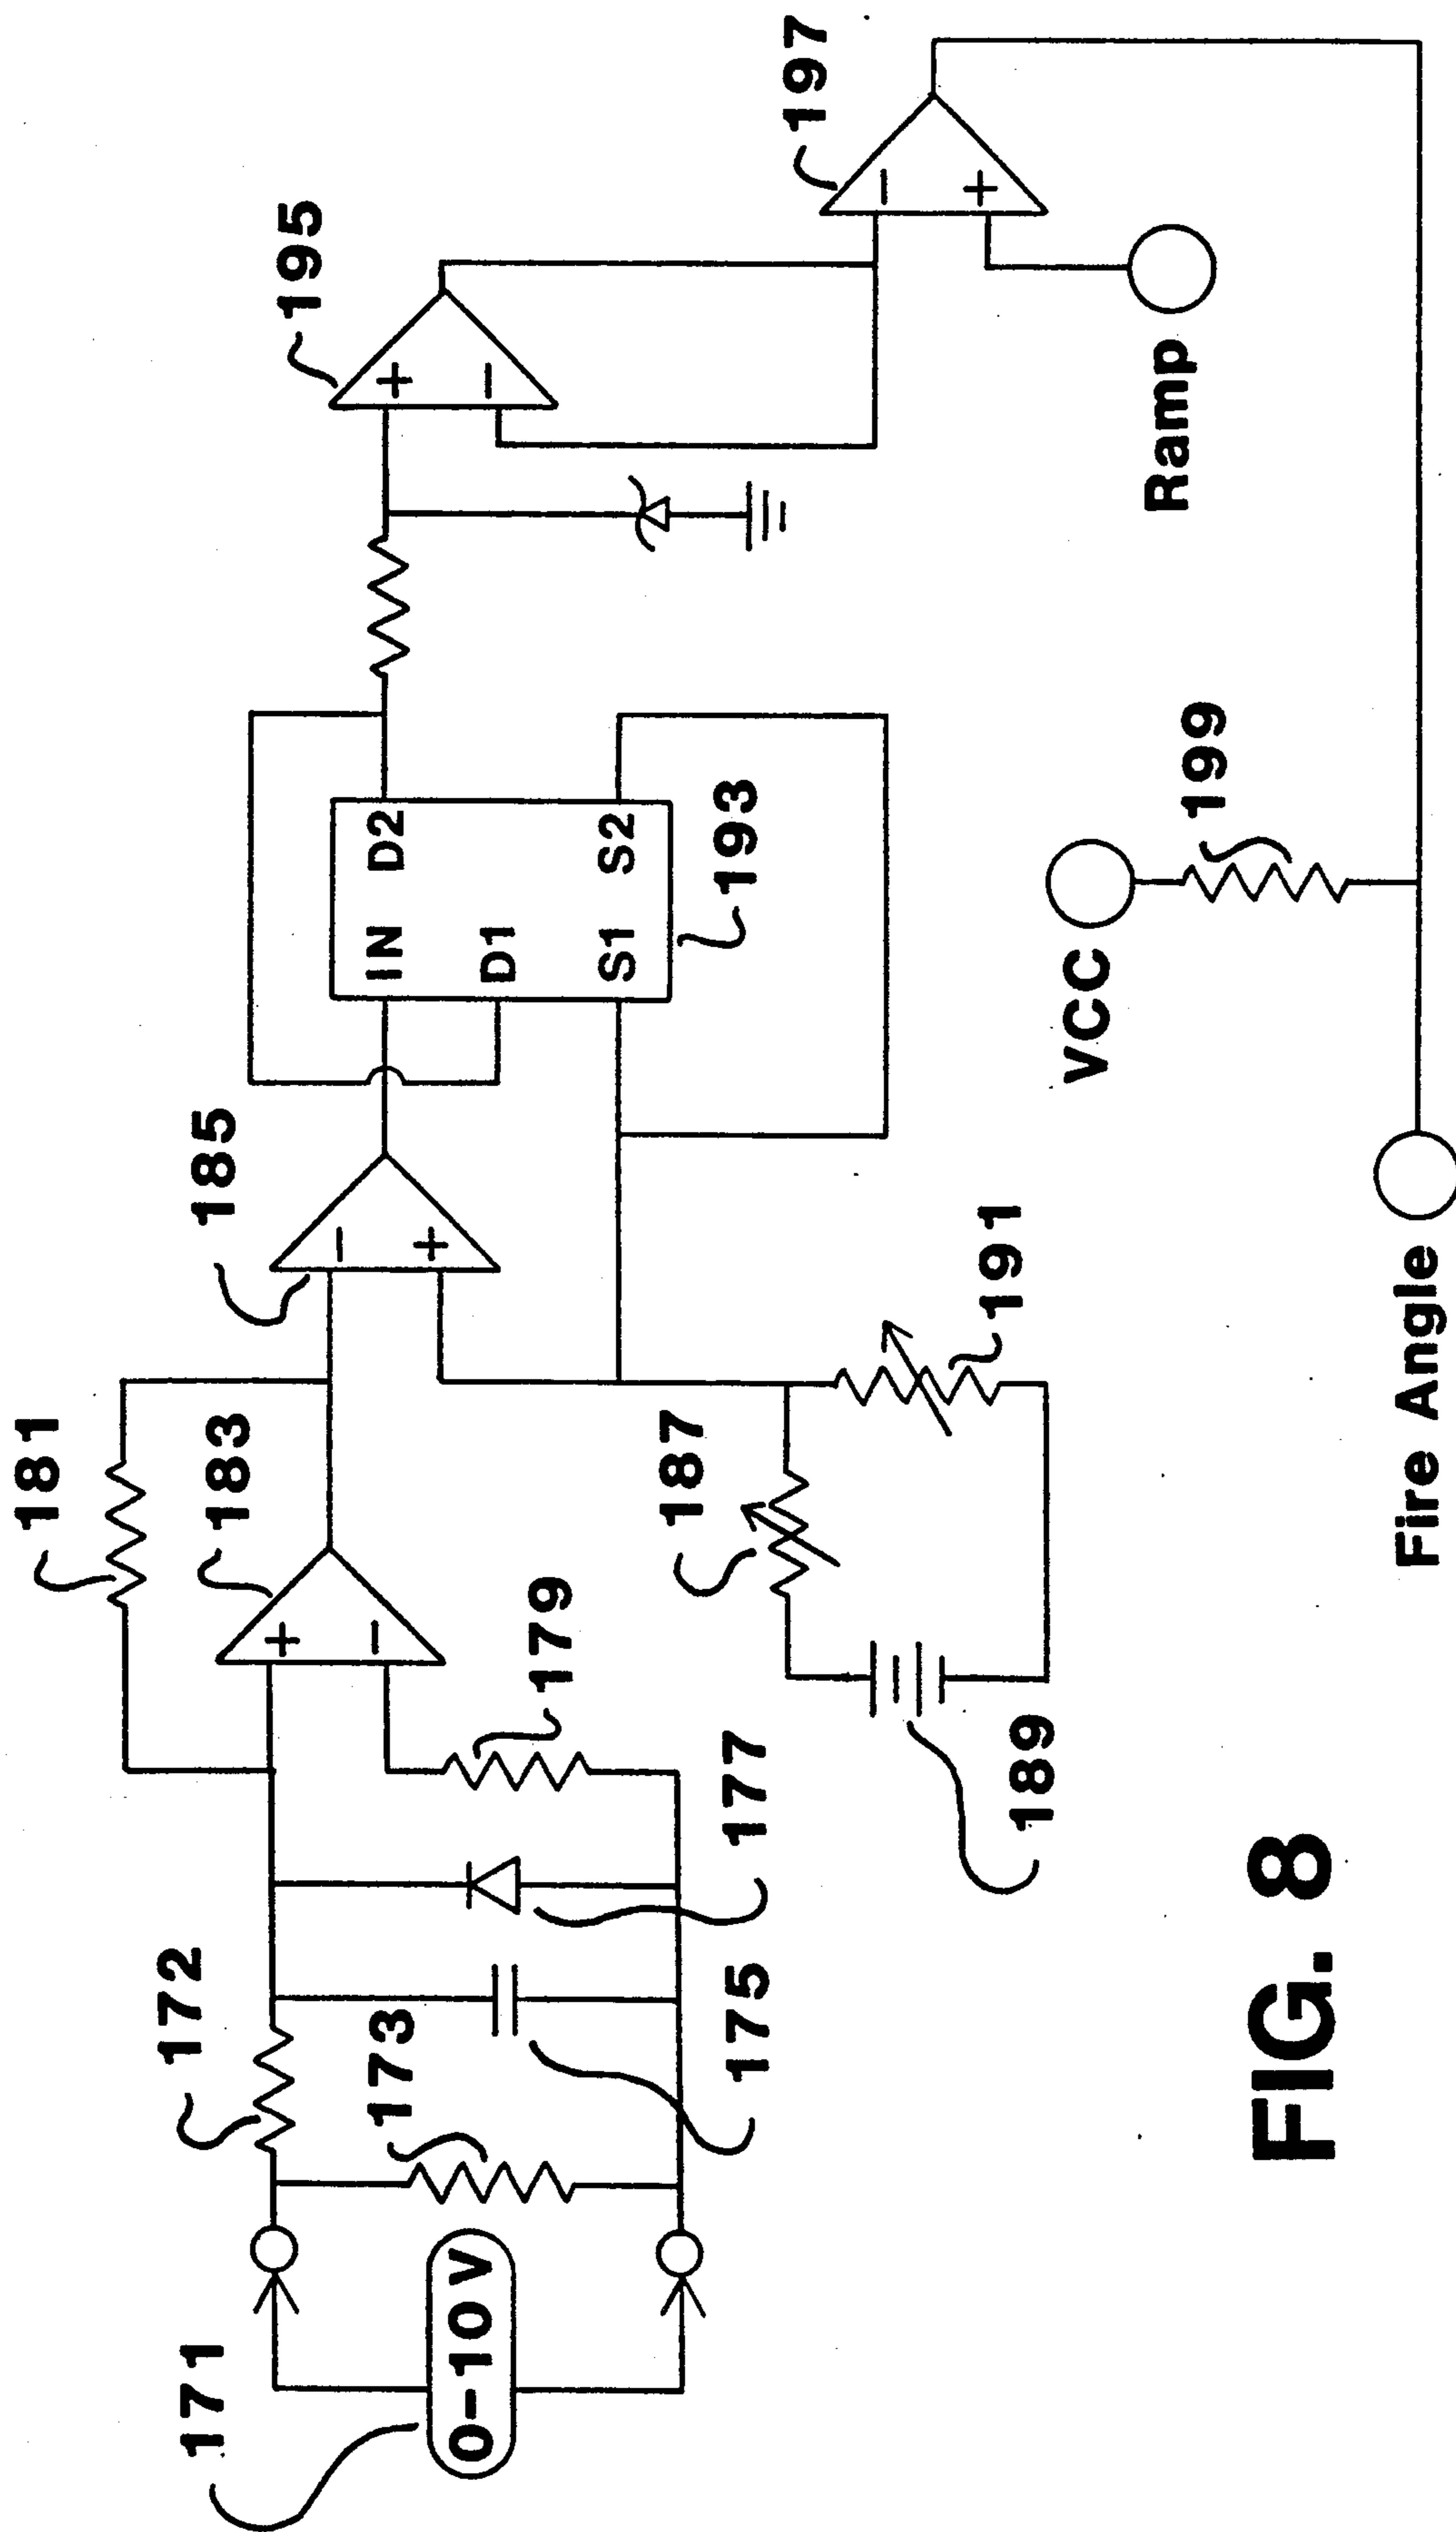 171
0-10 V
172
173
175
177
179
181
183
185
187
189
191
IN
D2
D1
S1
S2
193
195
197
+
−
−
+
+
−
−
+
Ramp
VCC
199
Fire Angle
FIG. 8